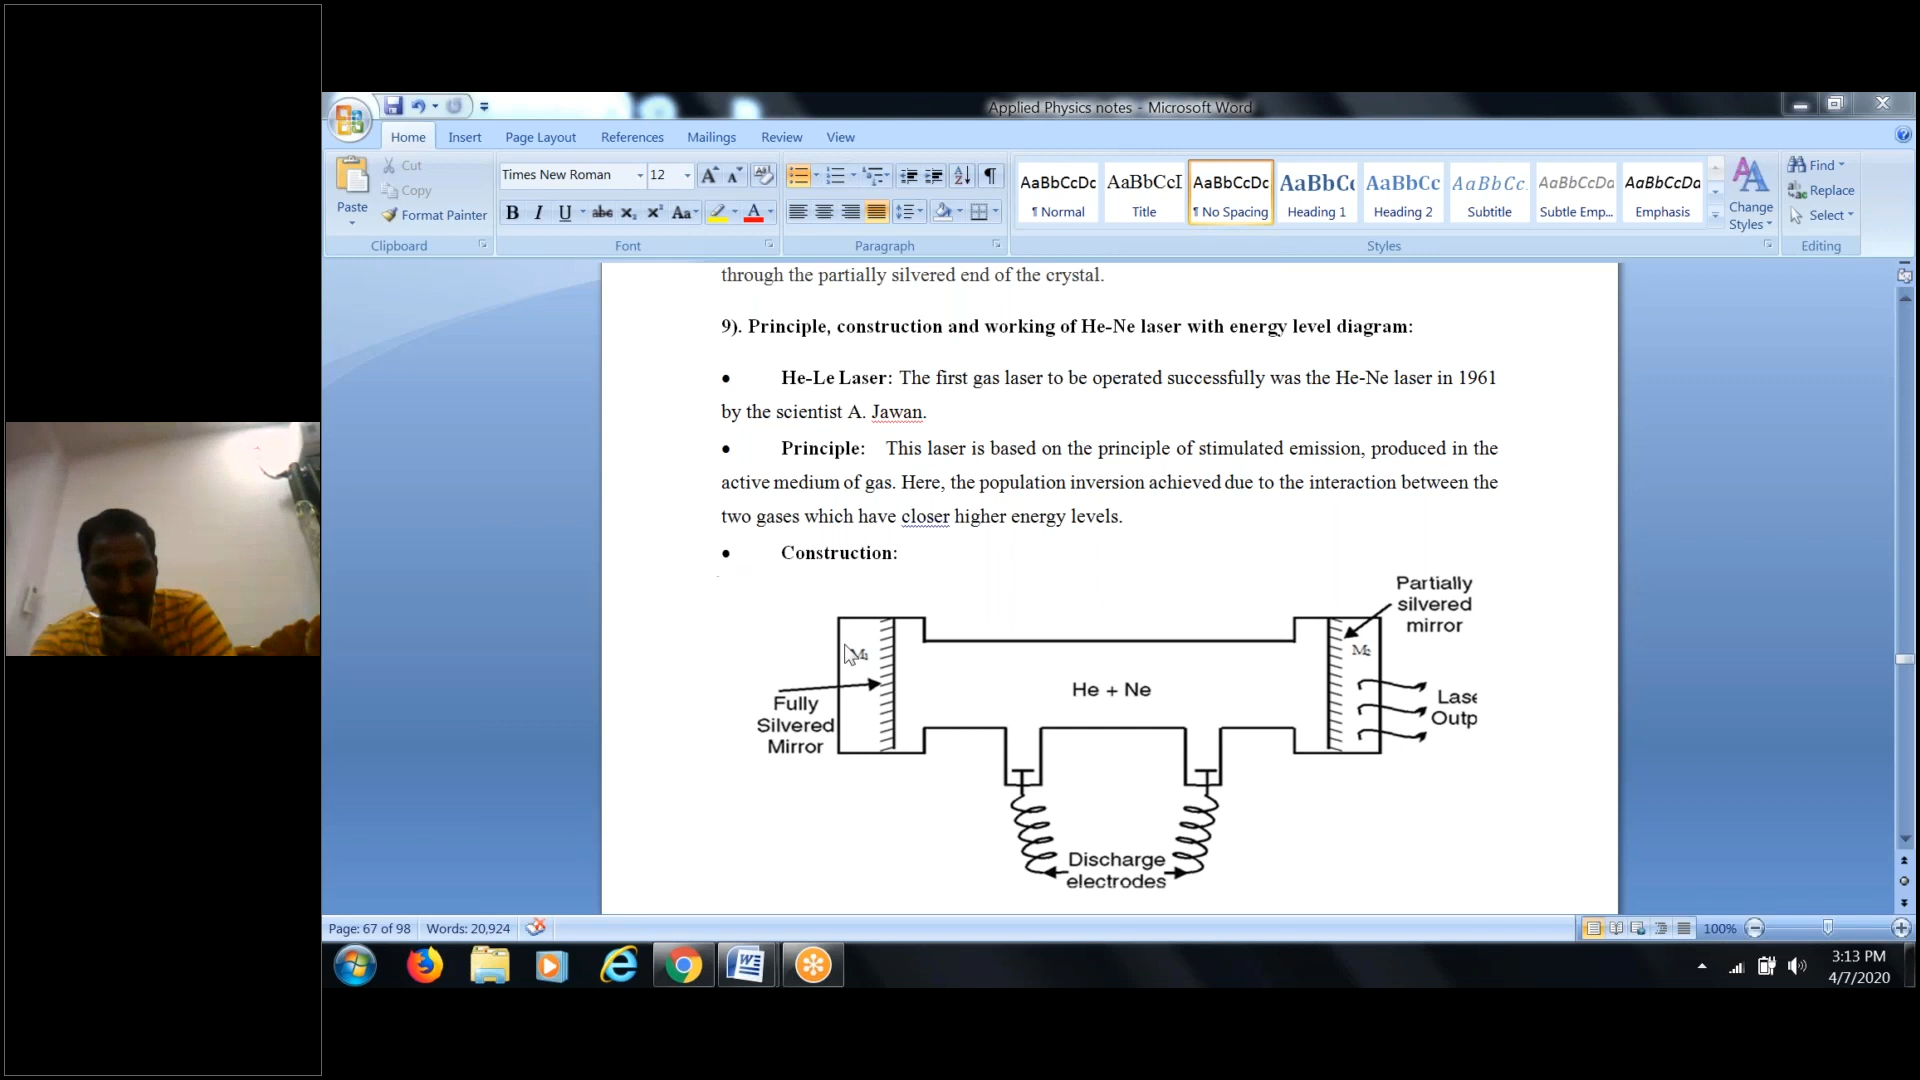 Applied Physics notes - Microsoft Word
Home Insert Page Layout References Mailings Review View
Cut
Copy
Format Painter
Paste
Clipboard
Times New Roman 12
B I U abc X₂ X² Aa A
Font
Paragraph
AaBbCcDc AaBbCcI AaBbCcDc AaBbCc AaBbCc AaBbCc. AaBbCcDa AaBbCcDa
¶ Normal Title ¶ No Spacing Heading 1 Heading 2 Subtitle Subtle Emp... Emphasis
Change
Styles
Styles
Find
Replace
Select
Editing
through the partially silvered end of the crystal.
9). Principle, construction and working of He-Ne laser with energy level diagram:
• He-Le Laser: The first gas laser to be operated successfully was the He-Ne laser in 1961
by the scientist A. Jawan.
• Principle: This laser is based on the principle of stimulated emission, produced in the
active medium of gas. Here, the population inversion achieved due to the interaction between the
two gases which have closer higher energy levels.
• Construction:
Partially
silvered
mirror
M₁
M₂
He + Ne
Fully
Silvered
Mirror
Lase
Outp
Discharge
electrodes
Page: 67 of 98 Words: 20,924
100%
3:13 PM
4/7/2020